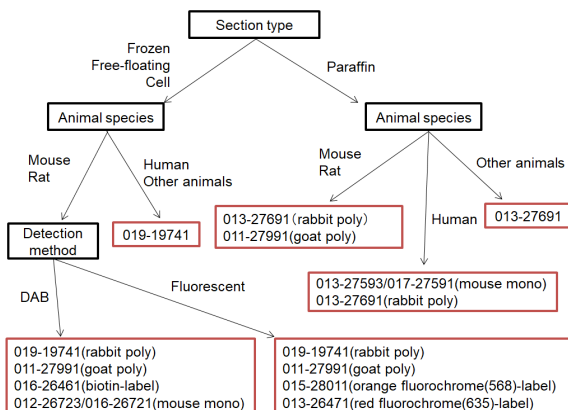 Section type
Frozen
Free-floating
Cell
Paraffin
Animal species
Animal species
Mouse
Rat
Human
Other animals
Mouse
Rat
Human
Other animals
Detection
method
019-19741
013-27691(rabbit poly)
011-27991(goat poly)
013-27691
013-27593/017-27591(mouse mono)
013-27691(rabbit poly)
DAB
Fluorescent
019-19741(rabbit poly)
011-27991(goat poly)
016-26461(biotin-label)
012-26723/016-26721(mouse mono)
019-19741(rabbit poly)
011-27991(goat poly)
015-28011(orange fluorochrome(568)-label)
013-26471(red fluorochrome(635)-label)